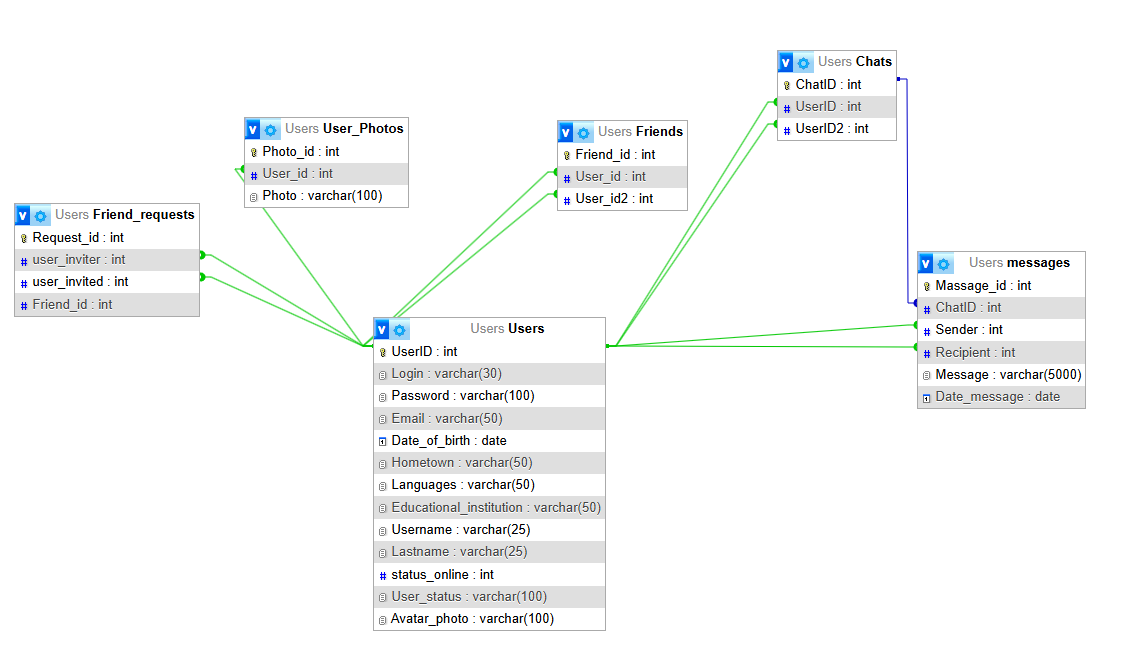 Users Chats
ChatID : int
UserID : int
UserID2 : int
Users User_Photos
Photo_id : int
User_id : int
Photo : varchar(100)
Users Friends
Friend_id : int
User_id : int
User_id2 : int
Users Friend_requests
Request_id : int
user_inviter : int
user_invited : int
Friend_id : int
Users messages
Massage_id : int
ChatID : int
Sender : int
Recipient : int
Message : varchar(5000)
Date_message : date
Users Users
UserID : int
Login : varchar(30)
Password : varchar(100)
Email : varchar(50)
Date_of_birth : date
Hometown : varchar(50)
Languages : varchar(50)
Educational_institution : varchar(50)
Username : varchar(25)
Lastname : varchar(25)
status_online : int
User_status : varchar(100)
Avatar_photo : varchar(100)